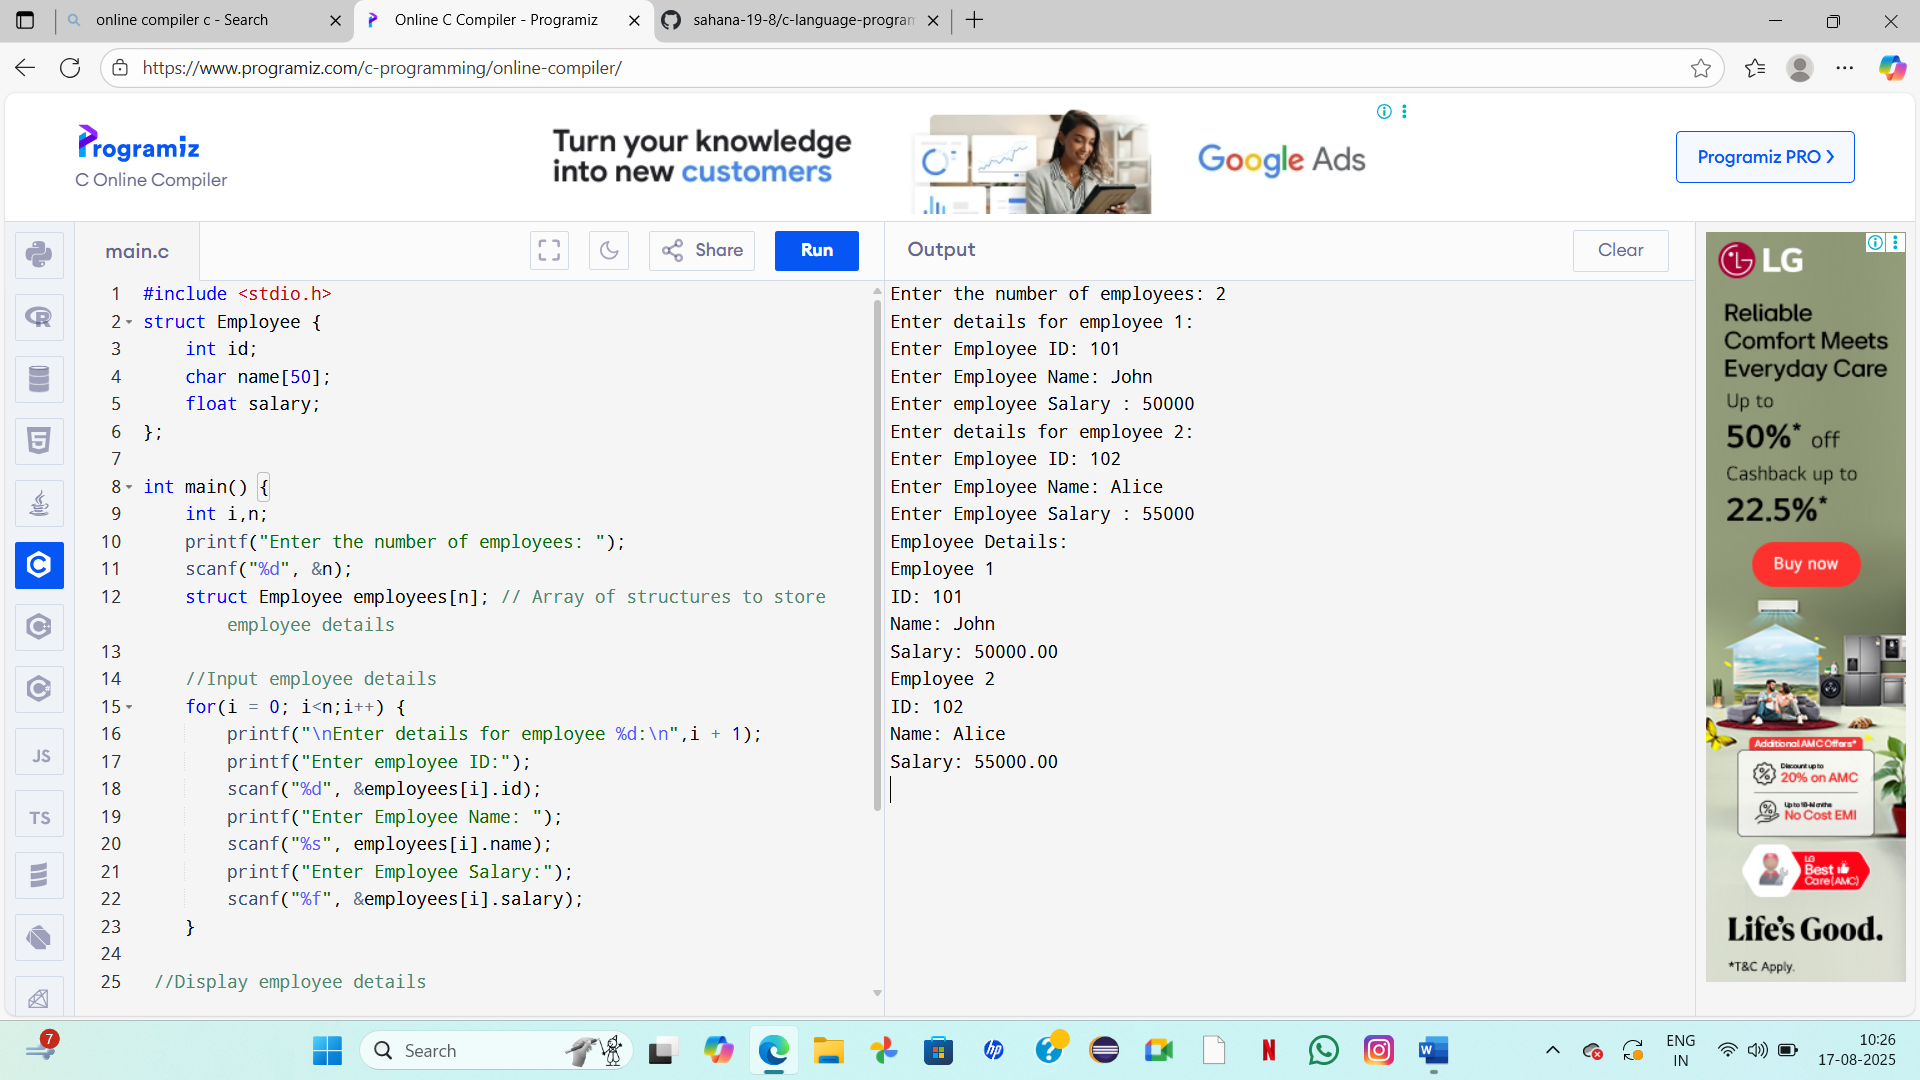 online compiler c - Search
Online C Compiler - Programiz
sahana-19-8/c-language-program
https://www.programiz.com/c-programming/online-compiler/
Programiz
C Online Compiler
Turn your knowledge
into new customers
Google Ads
Programiz PRO
main.c
Share
Run
Output
Clear
1 #include <stdio.h>
2 struct Employee {
3 int id;
4 char name[50];
5 float salary;
6 };
7
8 int main() {
9 int i,n;
10 printf("Enter the number of employees: ");
11 scanf("%d", &n);
12 struct Employee employees[n]; // Array of structures to store
employee details
13
14 //Input employee details
15 for(i = 0; i<n;i++) {
16 printf("\nEnter details for employee %d:\n",i + 1);
17 printf("Enter employee ID:");
18 scanf("%d", &employees[i].id);
19 printf("Enter Employee Name: ");
20 scanf("%s", employees[i].name);
21 printf("Enter Employee Salary:");
22 scanf("%f", &employees[i].salary);
23 }
24
25 //Display employee details
Enter the number of employees: 2
Enter details for employee 1:
Enter Employee ID: 101
Enter Employee Name: John
Enter employee Salary : 50000
Enter details for employee 2:
Enter Employee ID: 102
Enter Employee Name: Alice
Enter Employee Salary : 55000
Employee Details:
Employee 1
ID: 101
Name: John
Salary: 50000.00
Employee 2
ID: 102
Name: Alice
Salary: 55000.00
JS
TS
LG
Reliable
Comfort Meets
Everyday Care
Up to
50%* off
Cashback up to
22.5%*
Buy now
Additional AMC Offers*
Discount up to
20% on AMC
Up to 18-Months
No Cost EMI
LG
Best
Care(AMC)
Life's Good.
*T&C Apply.
7
Search
ENG
IN
10:26
17-08-2025